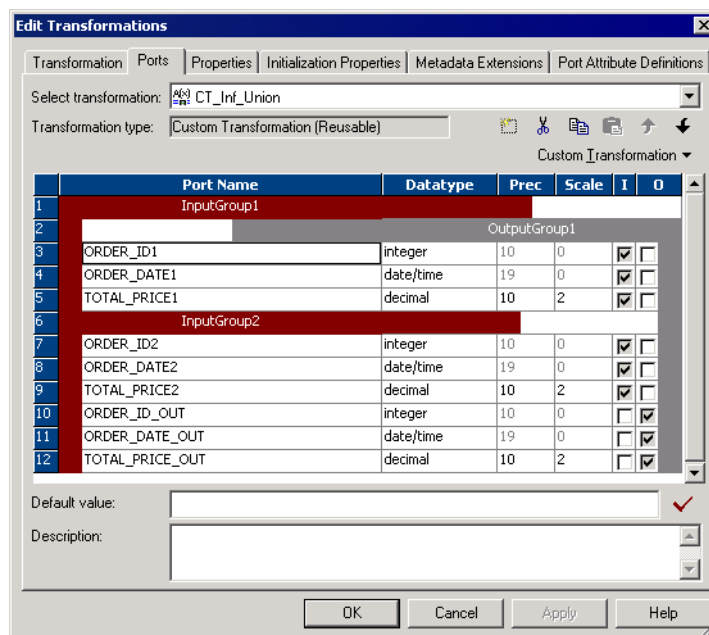 Edit Transformations
Transformation Ports Properties Initialization Properties Metadata Extensions Port Attribute Definitions
Select transformation: CT_Inf_Union
Transformation type: Custom Transformation (Reusable)
Custom Transformation
Port Name Datatype Prec Scale I O
1 InputGroup1
2 OutputGroup1
3 ORDER_ID1 integer 10 0
4 ORDER_DATE1 date/time 19 0
5 TOTAL_PRICE1 decimal 10 2
6 InputGroup2
7 ORDER_ID2 integer 10 0
8 ORDER_DATE2 date/time 19 0
9 TOTAL_PRICE2 decimal 10 2
10 ORDER_ID_OUT integer 10 0
11 ORDER_DATE_OUT date/time 19 0
12 TOTAL_PRICE_OUT decimal 10 2
Default value:
Description:
OK Cancel Apply Help